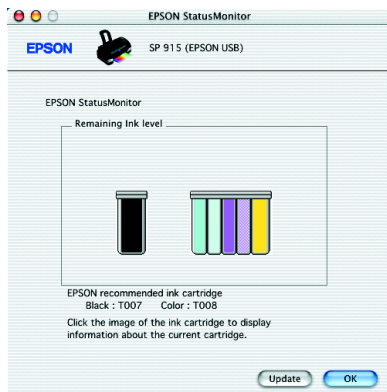 EPSON StatusMonitor
EPSON SP 915 (EPSON USB)
EPSON StatusMonitor
Remaining Ink level
EPSON recommended ink cartridge
Black : T007 Color : T008
Click the image of the ink cartridge to display
information about the current cartridge.
Update OK